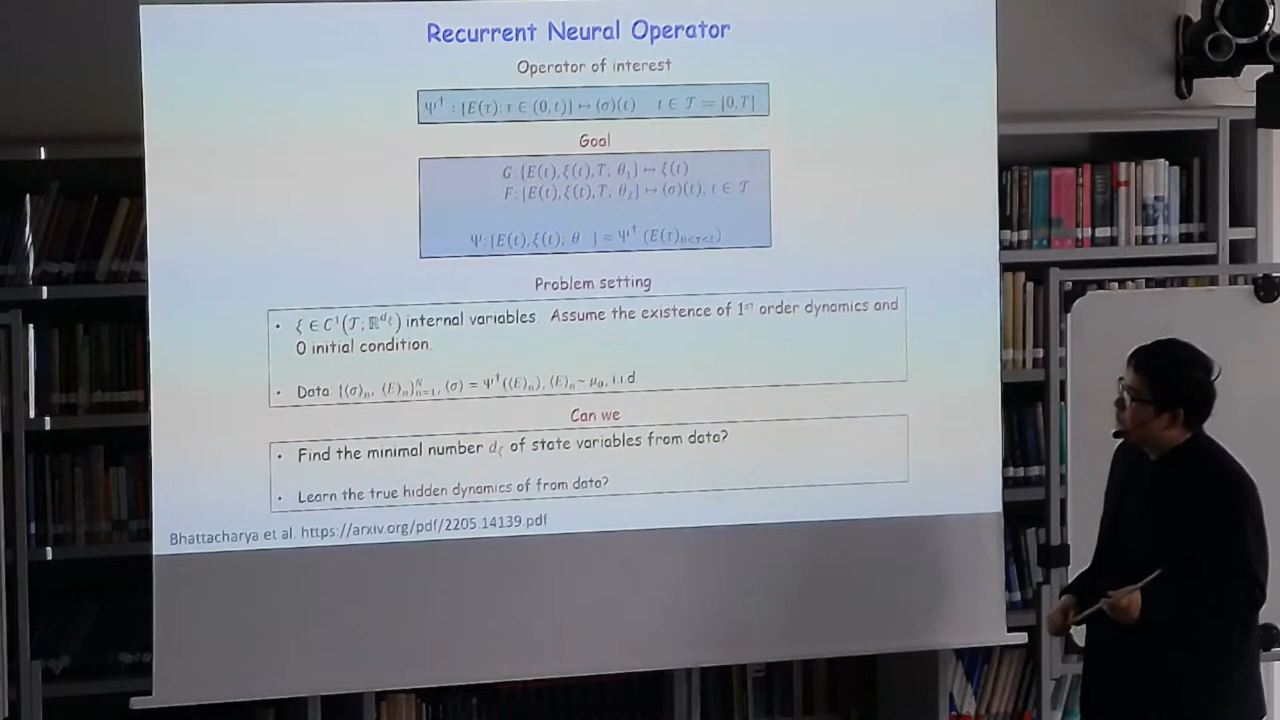 Recurrent Neural Operator
Operator of interest
Ψ† : {E(τ): τ ∈ (0, t)} ↦ ⟨σ⟩(t) t ∈ 𝒯 ≔ [0, T]
Goal
G: {E(t), ξ(t), T; θ₁} ↦ ξ(t)
F: {E(t), ξ(t), T; θ₂} ↦ ⟨σ⟩(t), t ∈ 𝒯
Ψ: {E(t), ξ(t); θ } ≈ Ψ† (E(τ)₀<τ<t)
Problem setting
• ξ ∈ C¹(𝒯; ℝ^dξ) internal variables. Assume the existence of 1st order dynamics and
0 initial condition.
• Data {⟨σ⟩ₙ, ⟨E⟩ₙ}ᴺₙ₌₁, ⟨σ⟩ = Ψ†(⟨E⟩ₙ), ⟨E⟩ₙ ~ μ₀, i.i.d
Can we
• Find the minimal number dξ of state variables from data?
• Learn the true hidden dynamics of from data?
Bhattacharya et al. https://arxiv.org/pdf/2205.14139.pdf